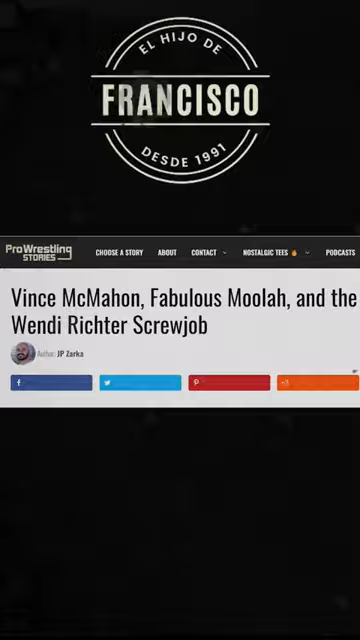 EL HIJO DE
FRANCISCO
DESDE 1991
ProWrestling
STORIES
CHOOSE A STORY ABOUT CONTACT NOSTALGIC TEES PODCASTS
Vince McMahon, Fabulous Moolah, and the
Wendi Richter Screwjob
Author: JP Zarka